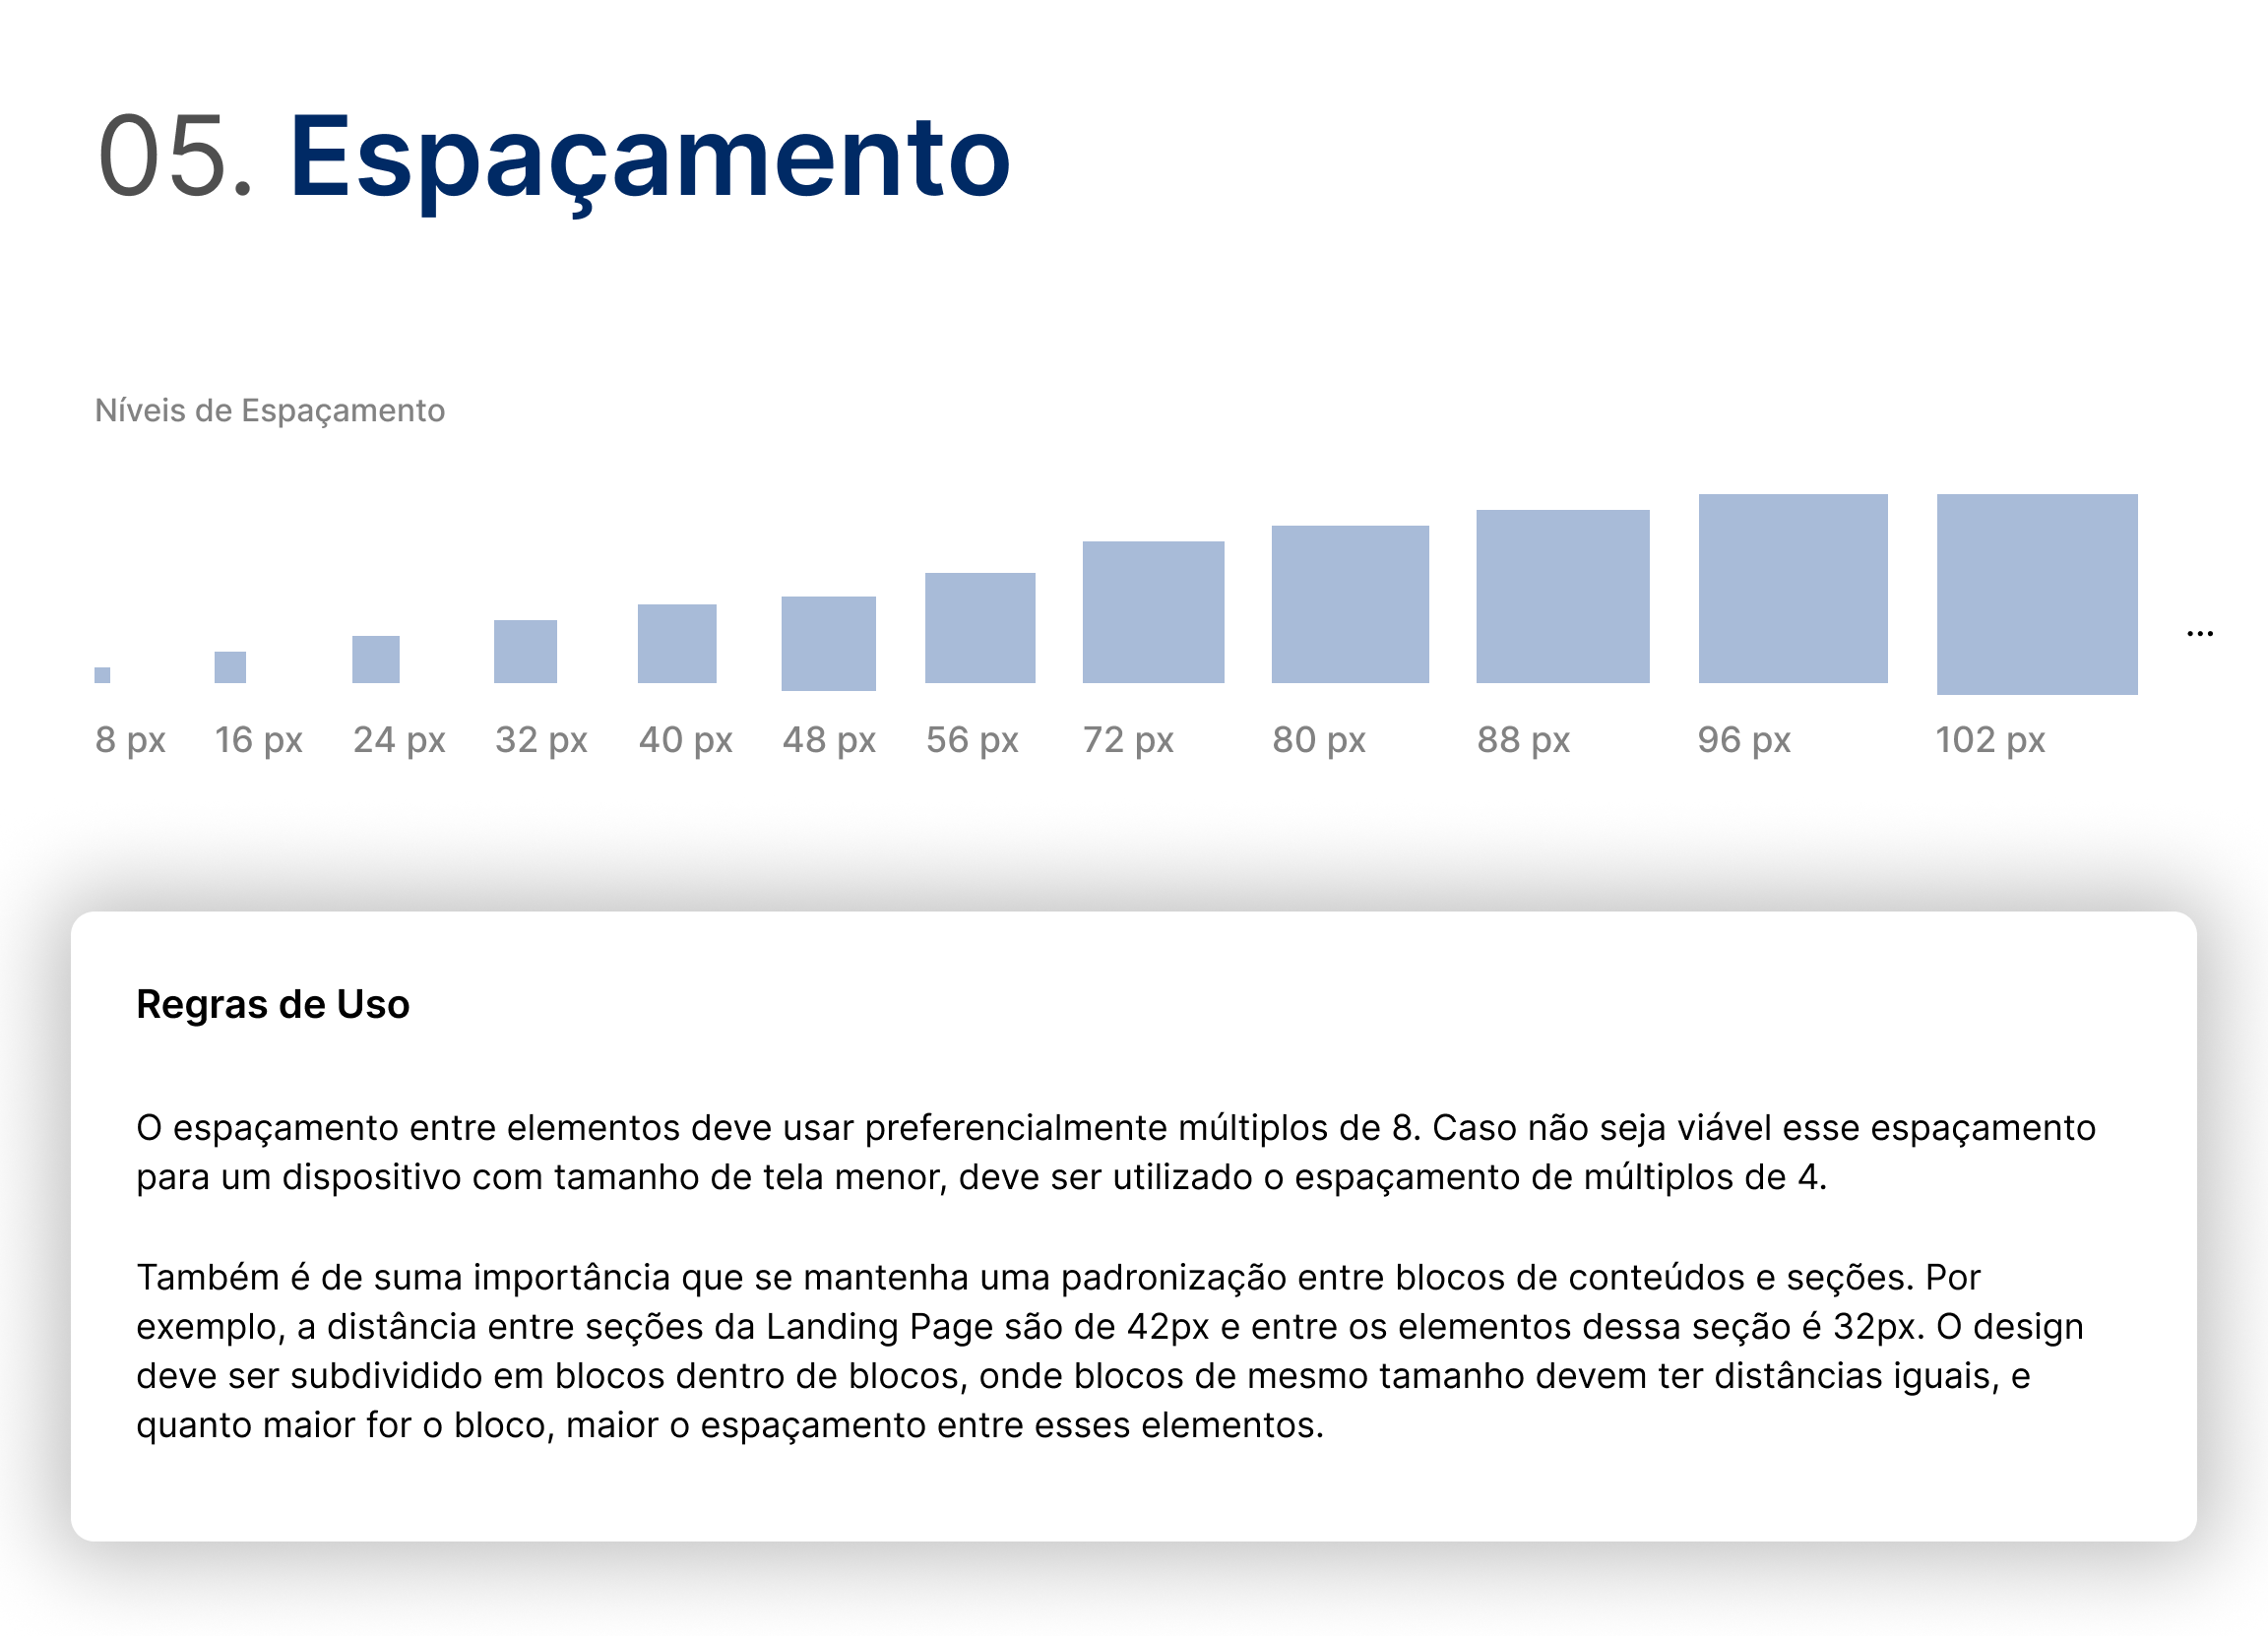 05. Espaçamento
Níveis de Espaçamento
...
8 px 16 px 24 px 32 px 40 px 48 px 56 px 72 px 80 px 88 px 96 px 102 px
Regras de Uso
O espaçamento entre elementos deve usar preferencialmente múltiplos de 8. Caso não seja viável esse espaçamento
para um dispositivo com tamanho de tela menor, deve ser utilizado o espaçamento de múltiplos de 4.
Também é de suma importância que se mantenha uma padronização entre blocos de conteúdos e seções. Por
exemplo, a distância entre seções da Landing Page são de 42px e entre os elementos dessa seção é 32px. O design
deve ser subdividido em blocos dentro de blocos, onde blocos de mesmo tamanho devem ter distâncias iguais, e
quanto maior for o bloco, maior o espaçamento entre esses elementos.